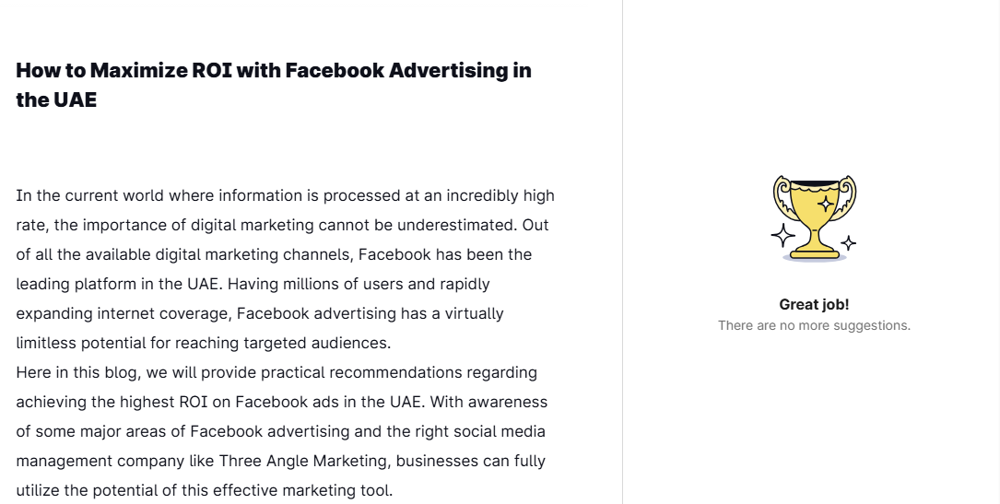 How to Maximize ROI with Facebook Advertising in
the UAE
In the current world where information is processed at an incredibly high
rate, the importance of digital marketing cannot be underestimated. Out
of all the available digital marketing channels, Facebook has been the
leading platform in the UAE. Having millions of users and rapidly
expanding internet coverage, Facebook advertising has a virtually
limitless potential for reaching targeted audiences.
Here in this blog, we will provide practical recommendations regarding
achieving the highest ROI on Facebook ads in the UAE. With awareness
of some major areas of Facebook advertising and the right social media
management company like Three Angle Marketing, businesses can fully
utilize the potential of this effective marketing tool.
Great job!
There are no more suggestions.